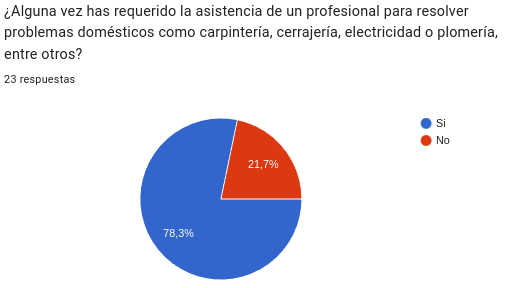 ¿Alguna vez has requerido la asistencia de un profesional para resolver
problemas domésticos como carpintería, cerrajería, electricidad o plomería,
entre otros?
23 respuestas
Si
No
21,7%
78,3%